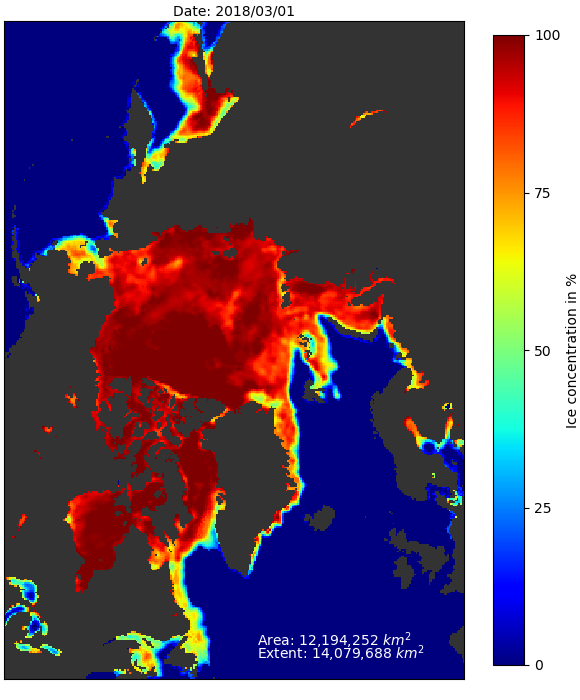 Date: 2018/03/01
100
75
50
25
0
Ice concentration in %
Area: 12,194,252 km²
Extent: 14,079,688 km²